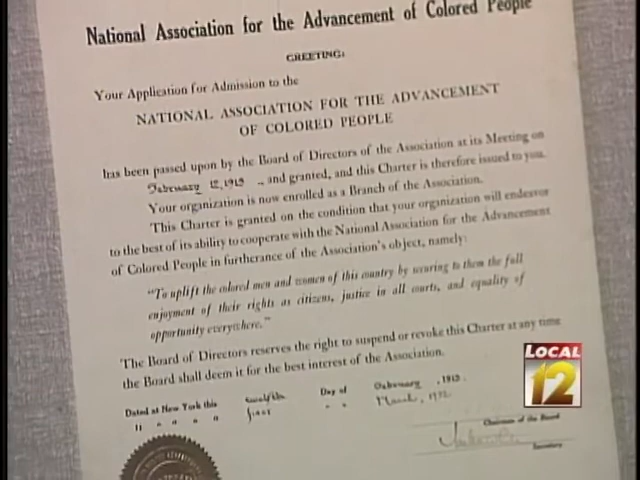 National Association for the Advancement of Colored People
GREETING:
Your Application for Admission to the
NATIONAL ASSOCIATION FOR THE ADVANCEMENT
OF COLORED PEOPLE
has been passed upon by the Board of Directors of the Association at its Meeting on
February 12, 1915 , and granted, and this Charter is therefore issued to you.
Your organization is now enrolled as a Branch of the Association.
This Charter is granted on the condition that your organization will endeavor
to the best of its ability to cooperate with the National Association for the Advancement
of Colored People in furtherance of the Association's object, namely:
"To uplift the colored men and women of this country by securing to them the full
enjoyment of their rights as citizens, justice in all courts, and equality of
opportunity everywhere."
The Board of Directors reserves the right to suspend or revoke this Charter at any time
the Board shall deem it for the best interest of the Association.
Dated at New York this twelfth Day of February , 1915.
" " " " first " " March,
Chairman of the Board
Secretary
LOCAL
12